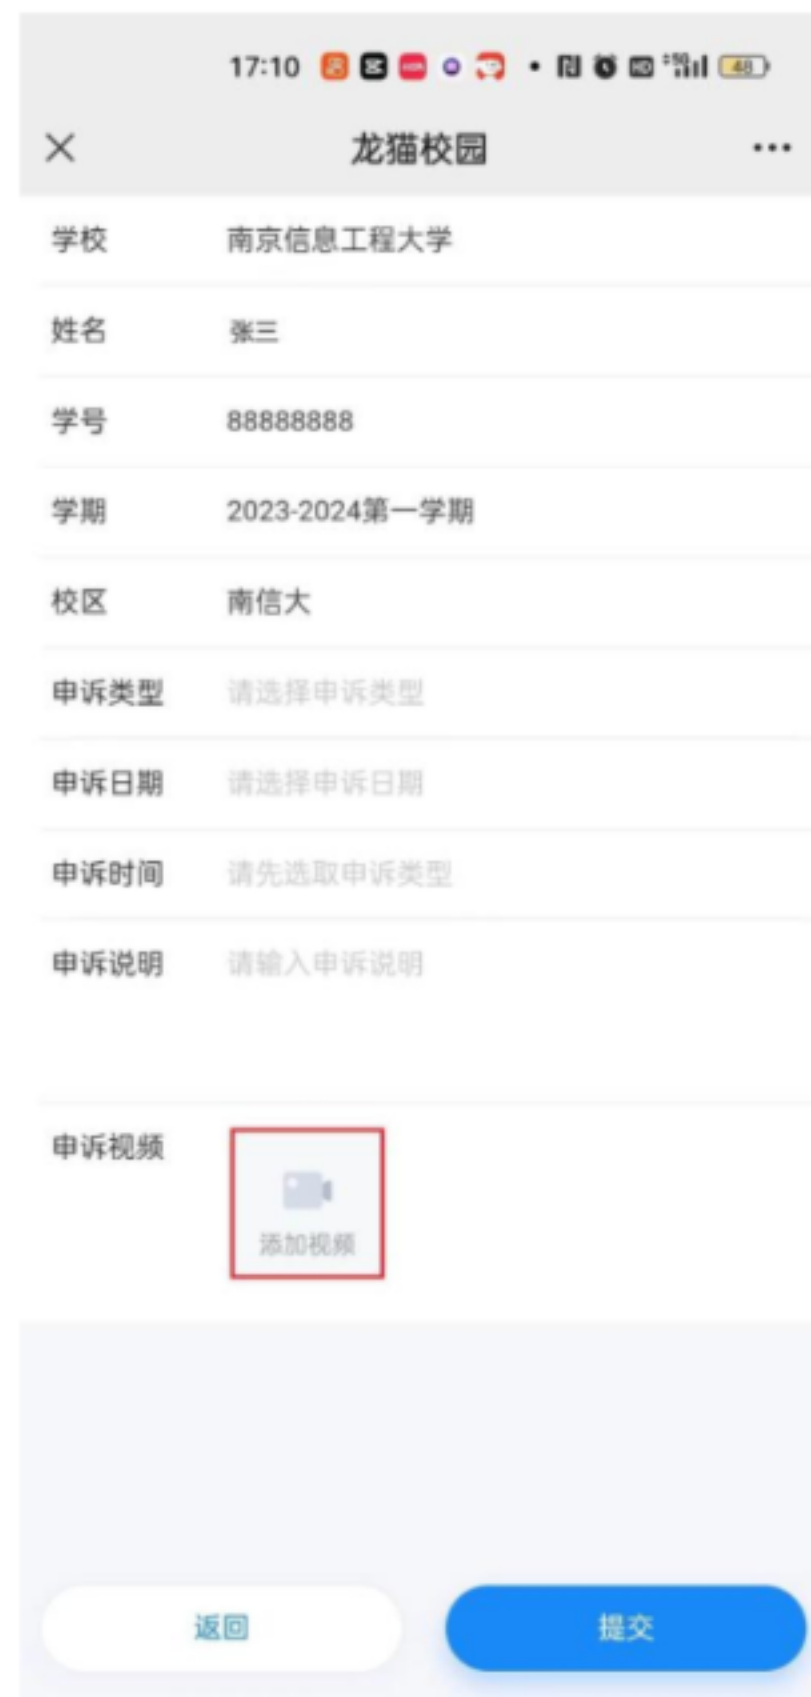 17:10 HD 5G 48
龙猫校园
学校 南京信息工程大学
姓名 张三
学号 88888888
学期 2023-2024第一学期
校区 南信大
申诉类型 请选择申诉类型
申诉日期 请选择申诉日期
申诉时间 请先选取申诉类型
申诉说明 请输入申诉说明
申诉视频
添加视频
返回 提交